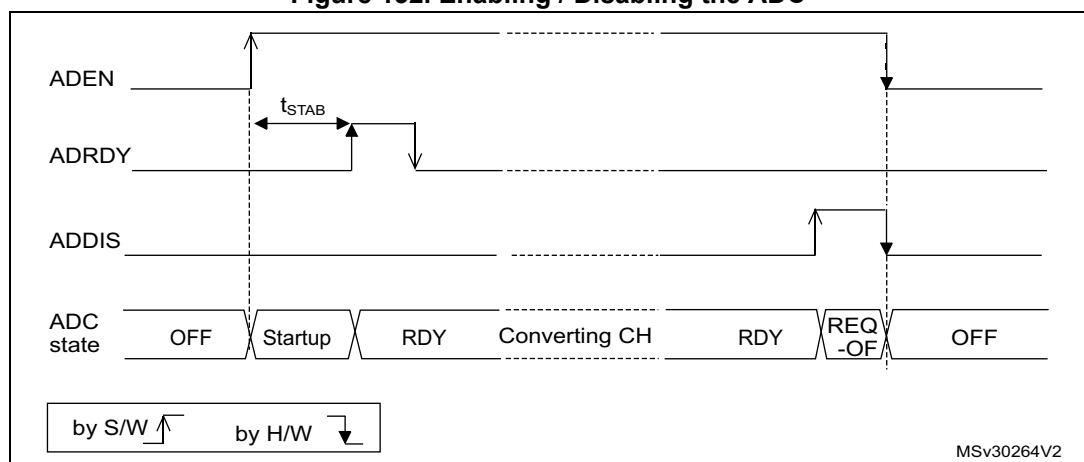 Figure 152. Enabling / Disabling the ADC
ADEN
tSTAB
ADRDY
ADDIS
ADC
state
OFF
Startup
RDY
Converting CH
RDY
REQ
-OF
OFF
by S/W
by H/W
MSv30264V2